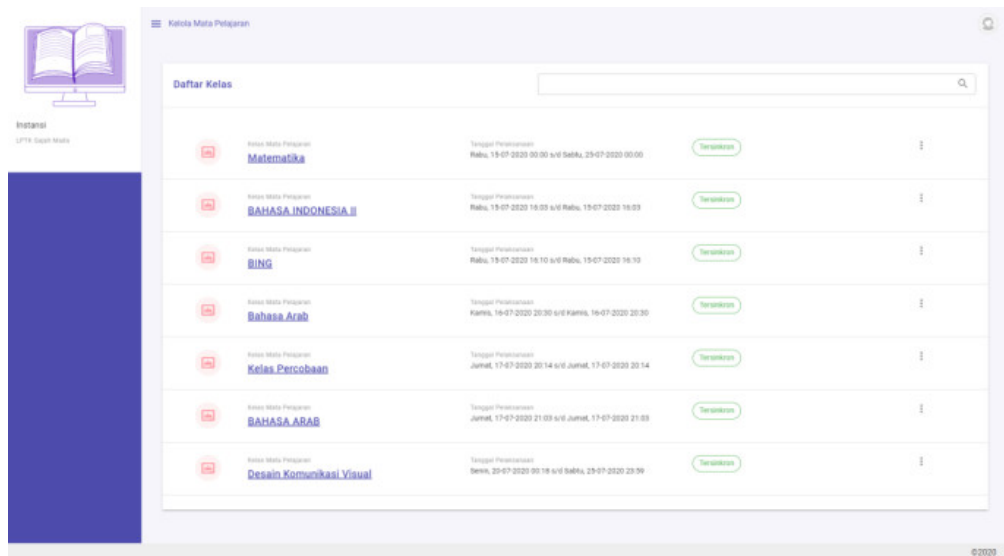 Kelola Mata Pelajaran
Instansi
LPTK Gajah Mada
Daftar Kelas
Kelas Mata Pelajaran
Matematika
Tanggal Pelaksanaan
Rabu, 15-07-2020 00:00 s/d Sabtu, 25-07-2020 00:00
Tersinkron
Kelas Mata Pelajaran
BAHASA INDONESIA II
Tanggal Pelaksanaan
Rabu, 15-07-2020 16:03 s/d Rabu, 15-07-2020 16:03
Tersinkron
Kelas Mata Pelajaran
BING
Tanggal Pelaksanaan
Rabu, 15-07-2020 16:10 s/d Rabu, 15-07-2020 16:10
Tersinkron
Kelas Mata Pelajaran
Bahasa Arab
Tanggal Pelaksanaan
Kamis, 16-07-2020 20:30 s/d Kamis, 16-07-2020 20:30
Tersinkron
Kelas Mata Pelajaran
Kelas Percobaan
Tanggal Pelaksanaan
Jumat, 17-07-2020 20:14 s/d Jumat, 17-07-2020 20:14
Tersinkron
Kelas Mata Pelajaran
BAHASA ARAB
Tanggal Pelaksanaan
Jumat, 17-07-2020 21:03 s/d Jumat, 17-07-2020 21:03
Tersinkron
Kelas Mata Pelajaran
Desain Komunikasi Visual
Tanggal Pelaksanaan
Senin, 20-07-2020 00:16 s/d Sabtu, 25-07-2020 23:59
Tersinkron
©2020